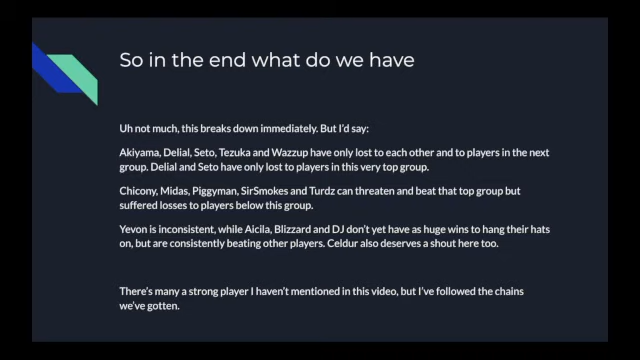 So in the end what do we have
Uh not much, this breaks down immediately. But I'd say:
Akiyama, Delial, Seto, Tezuka and Wazzup have only lost to each other and to players in the next
group. Delial and Seto have only lost to players in this very top group.
Chicony, Midas, Piggyman, SirSmokes and Turdz can threaten and beat that top group but
suffered losses to players below this group.
Yevon is inconsistent, while Aicila, Blizzard and DJ don't yet have as huge wins to hang their hats
on, but are consistently beating other players. Celdur also deserves a shout here too.
There's many a strong player I haven't mentioned in this video, but I've followed the chains
we've gotten.